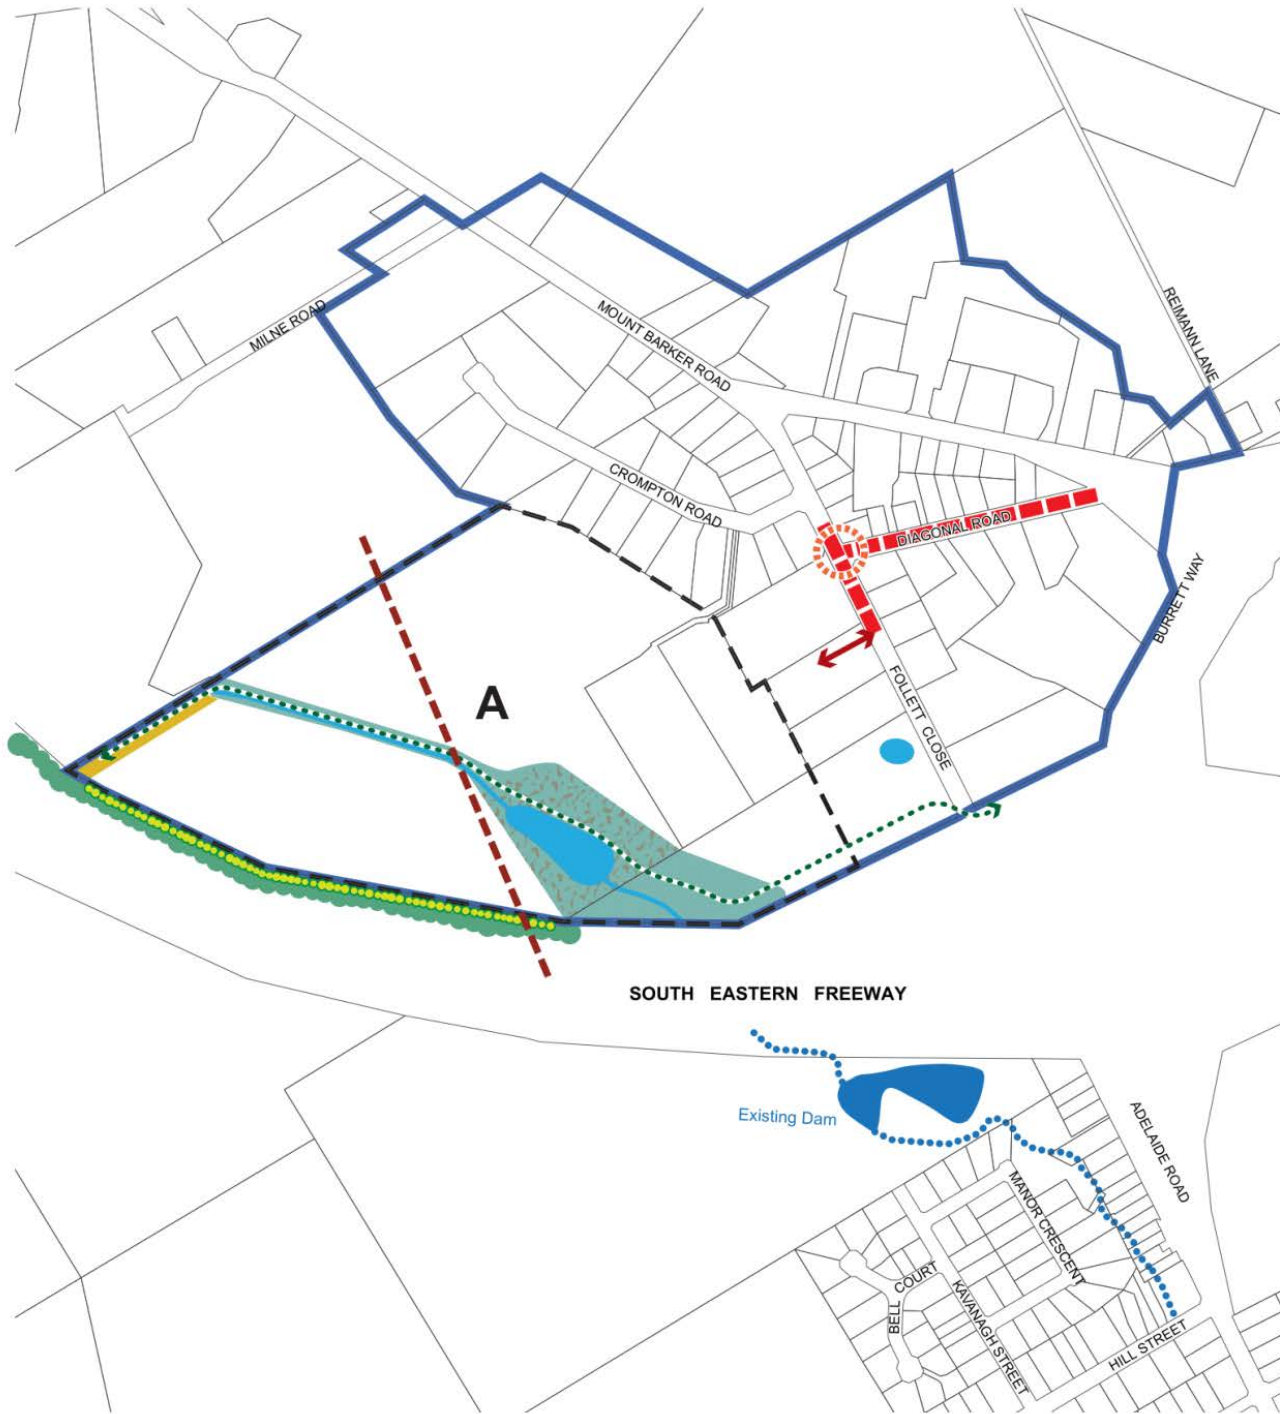 MILNE ROAD
MOUNT BARKER ROAD
REIMANN LANE
CROMPTON ROAD
DIAGONAL ROAD
BURRETT WAY
A
FOLLETT CLOSE
SOUTH EASTERN FREEWAY
Existing Dam
ADELAIDE ROAD
MANOR CRESCENT
BELL COURT
KAVANAGH STREET
HILL STREET